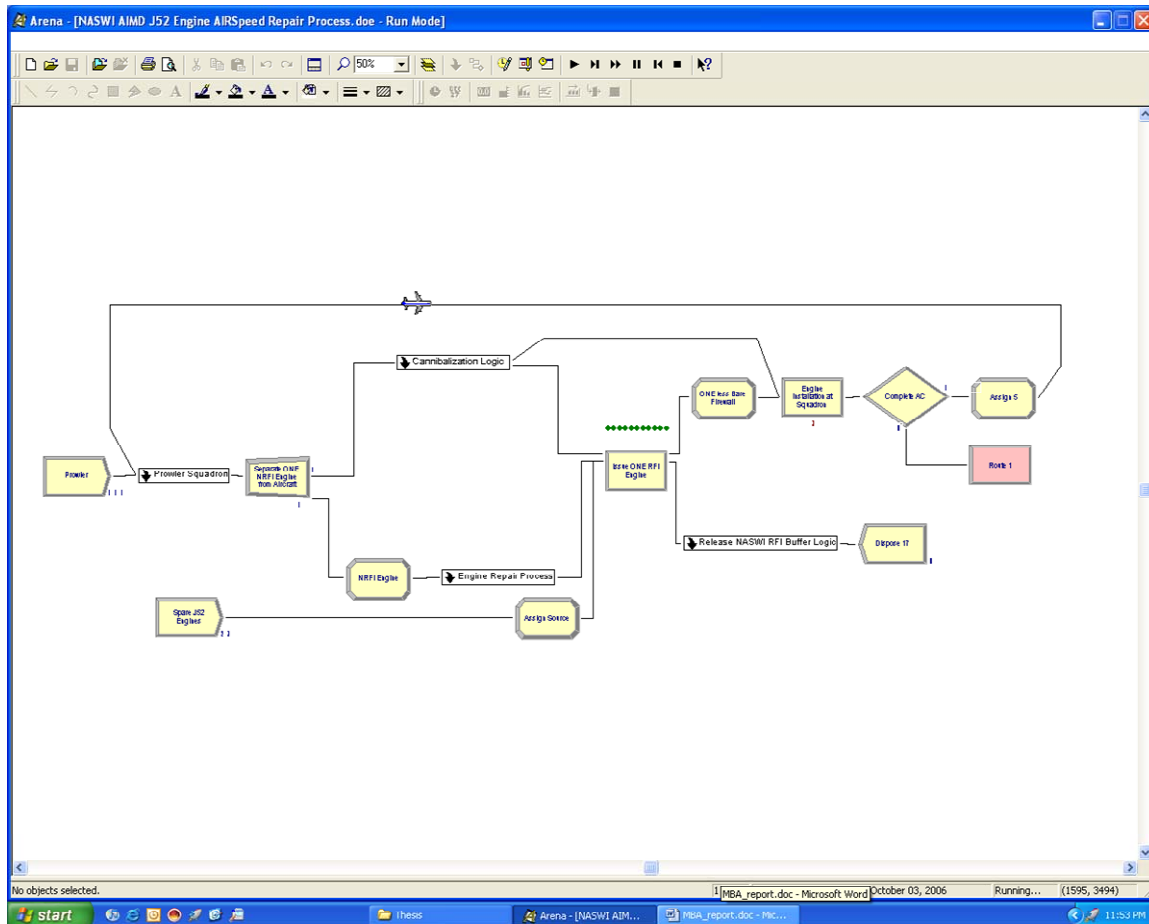 Arena - [NASWI AIMD J52 Engine AIRSpeed Repair Process.doe - Run Mode]
50%
Cannibalization Logic
ONE less Bare
Firewall
Engine
Installation at
Squadron
Complete AC
Assign 5
Prowler
Prowler Squadron
Separate ONE
NRFI Engine
from Aircraft
Issue ONE RFI
Engine
Route 1
Release NASWI RFI Buffer Logic
Dispose 17
NRFI Engine
Engine Repair Process
Spare J52
Engines
Assign Source
No objects selected.
MBA_report.doc - Microsoft Word
October 03, 2006
Running...
(1595, 3494)
start
Thesis
Arena - [NASWI AIM...
MBA_report.doc - Mic...
11:53 PM